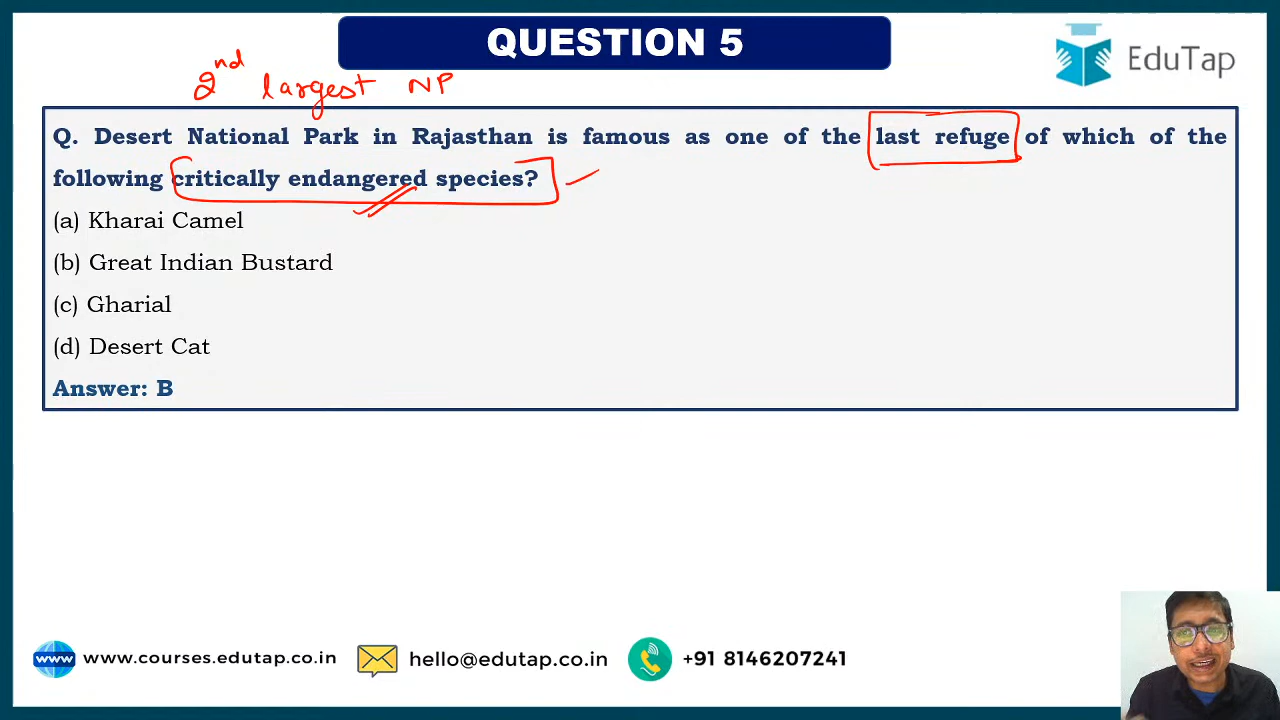 QUESTION 5
EduTap
2nd largest NP
Q. Desert National Park in Rajasthan is famous as one of the last refuge of which of the
following critically endangered species?
(a) Kharai Camel
(b) Great Indian Bustard
(c) Gharial
(d) Desert Cat
Answer: B
www
www.courses.edutap.co.in
hello@edutap.co.in
+91 8146207241